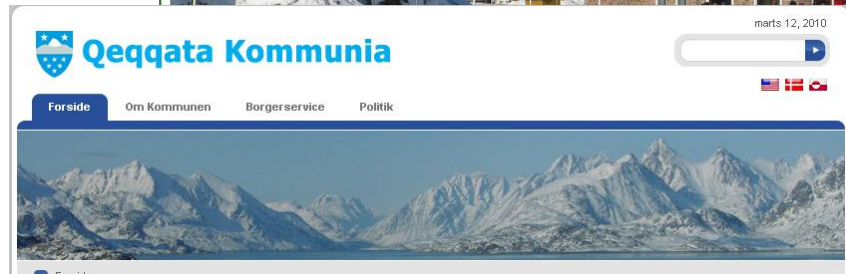 marts 12, 2010
Qeqqata Kommunia
Forside Om Kommunen Borgerservice Politik